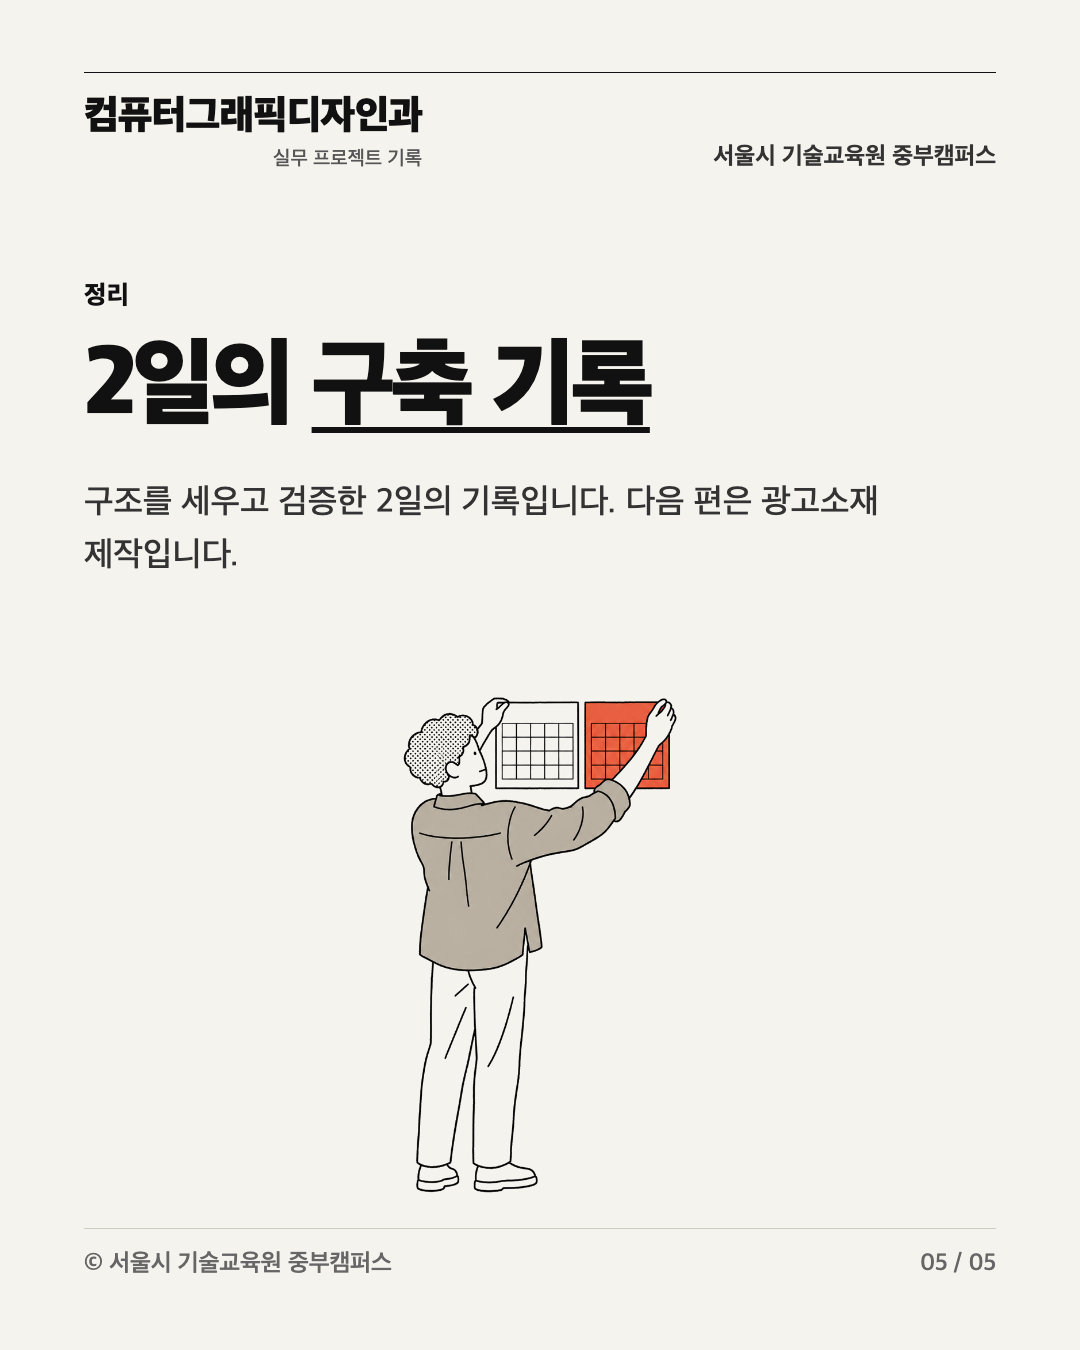 컴퓨터그래픽디자인과
실무 프로젝트 기록
서울시 기술교육원 중부캠퍼스
정리
2일의 구축 기록
구조를 세우고 검증한 2일의 기록입니다. 다음 편은 광고소재
제작입니다.
© 서울시 기술교육원 중부캠퍼스
05 / 05